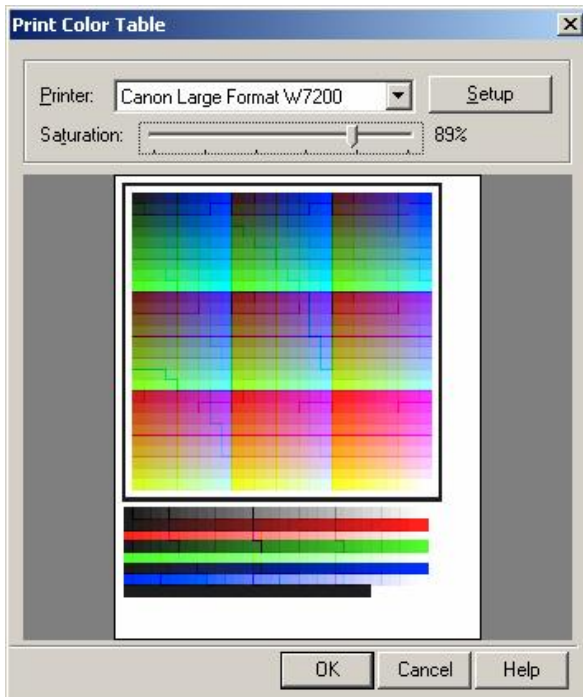 Print Color Table
Printer: Canon Large Format W7200 Setup
Saturation: 89%
OK Cancel Help